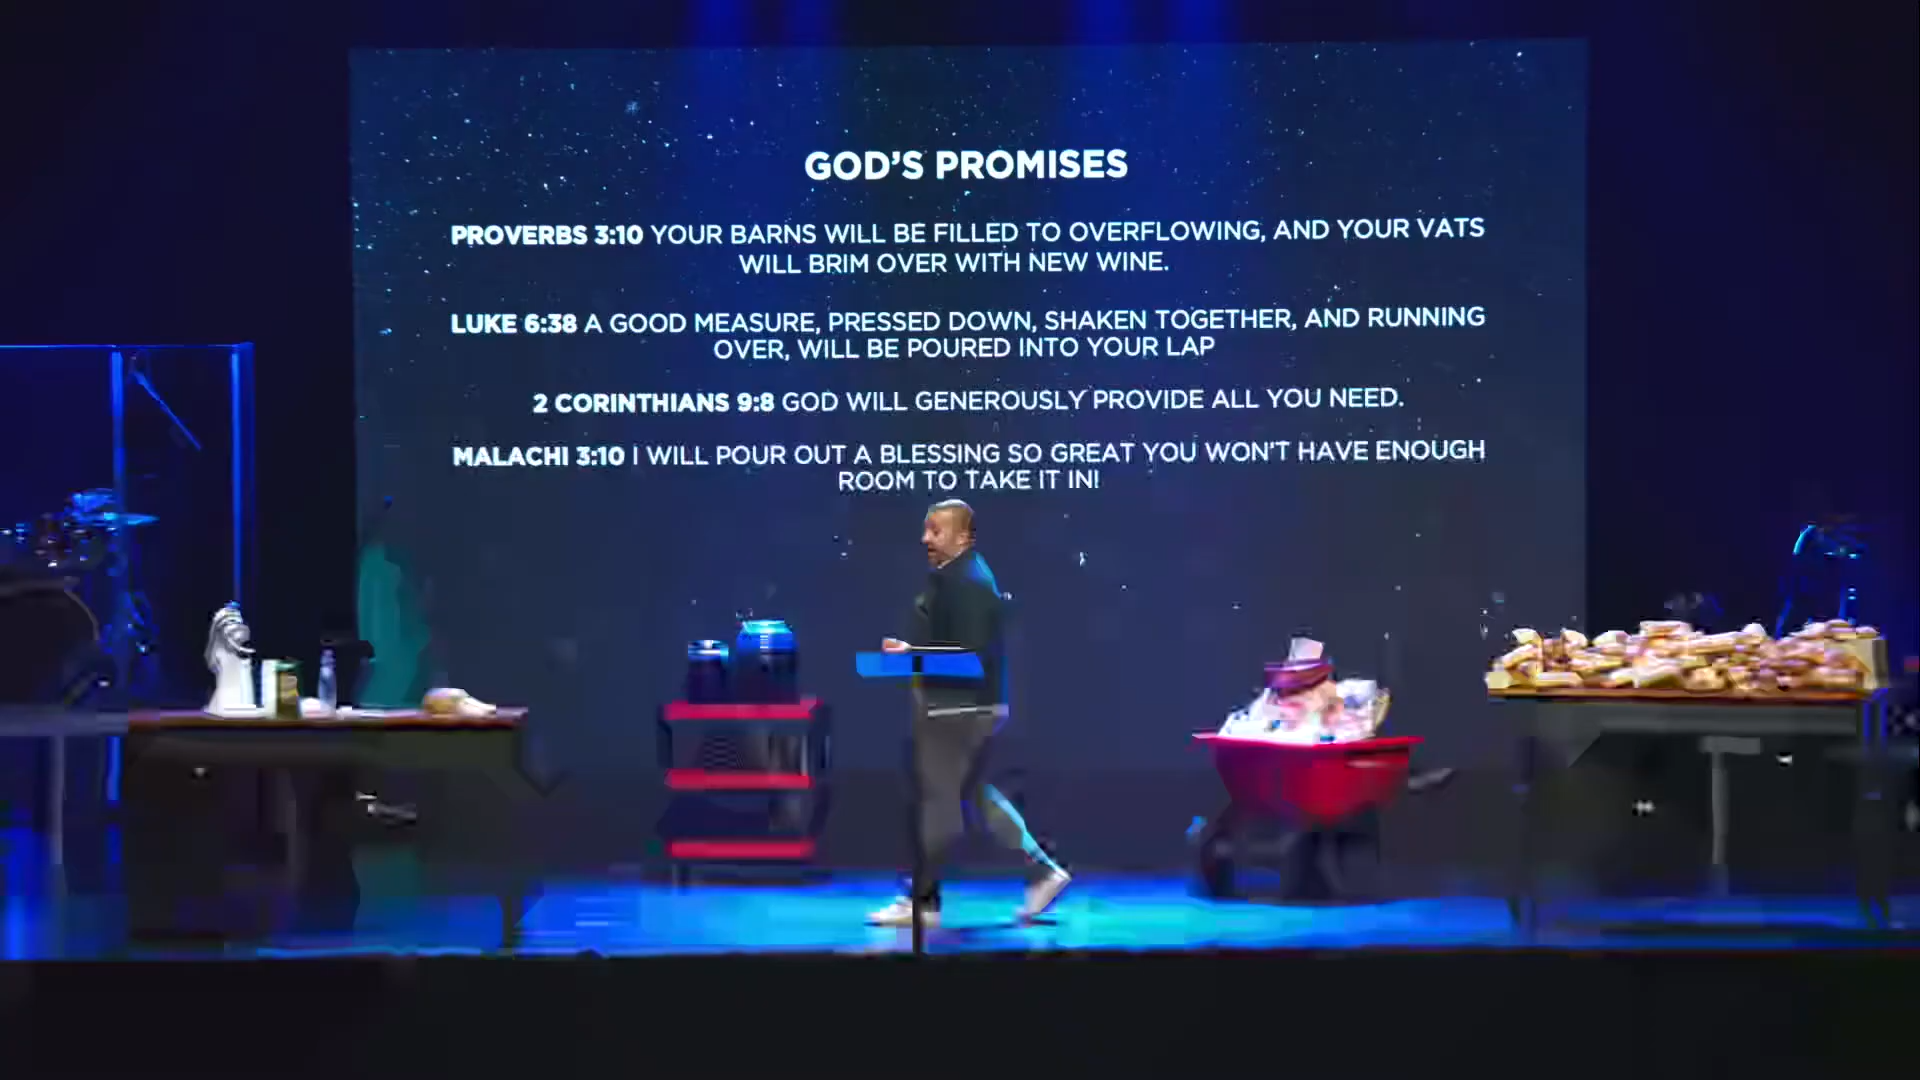 GOD'S PROMISES
PROVERBS 3:10 YOUR BARNS WILL BE FILLED TO OVERFLOWING, AND YOUR VATS
WILL BRIM OVER WITH NEW WINE.
LUKE 6:38 A GOOD MEASURE, PRESSED DOWN, SHAKEN TOGETHER, AND RUNNING
OVER, WILL BE POURED INTO YOUR LAP
2 CORINTHIANS 9:8 GOD WILL GENEROUSLY PROVIDE ALL YOU NEED.
MALACHI 3:10 I WILL POUR OUT A BLESSING SO GREAT YOU WON'T HAVE ENOUGH
ROOM TO TAKE IT IN!